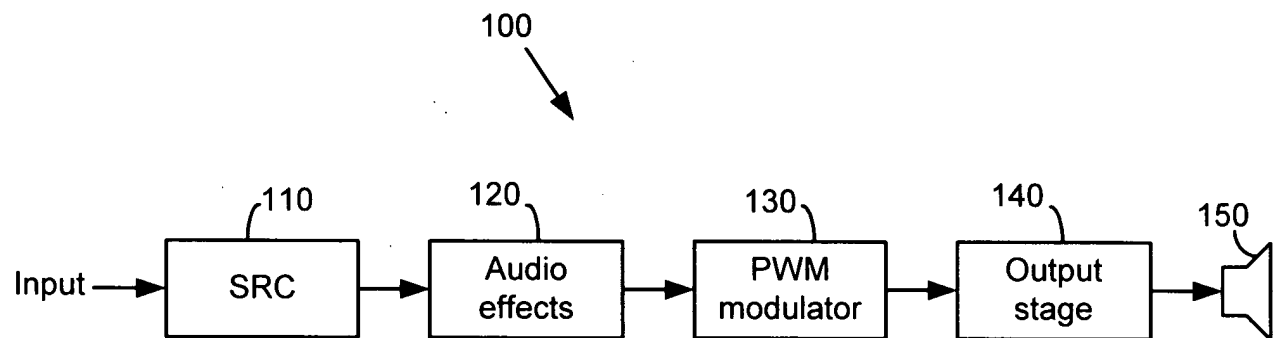 100
110
120
130
140
150
Input
SRC
Audio
effects
PWM
modulator
Output
stage